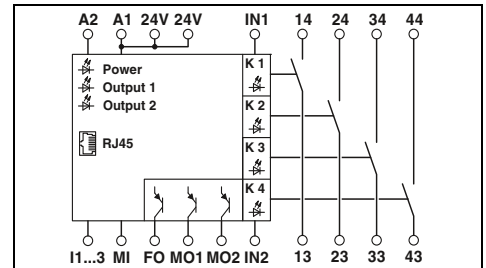 A2 A1 24V 24V IN1 14 24 34 44
Power
Output 1
Output 2
RJ45
K 1
K 2
K 3
K 4
I1...3 MI FO MO1 MO2 IN2 13 23 33 43